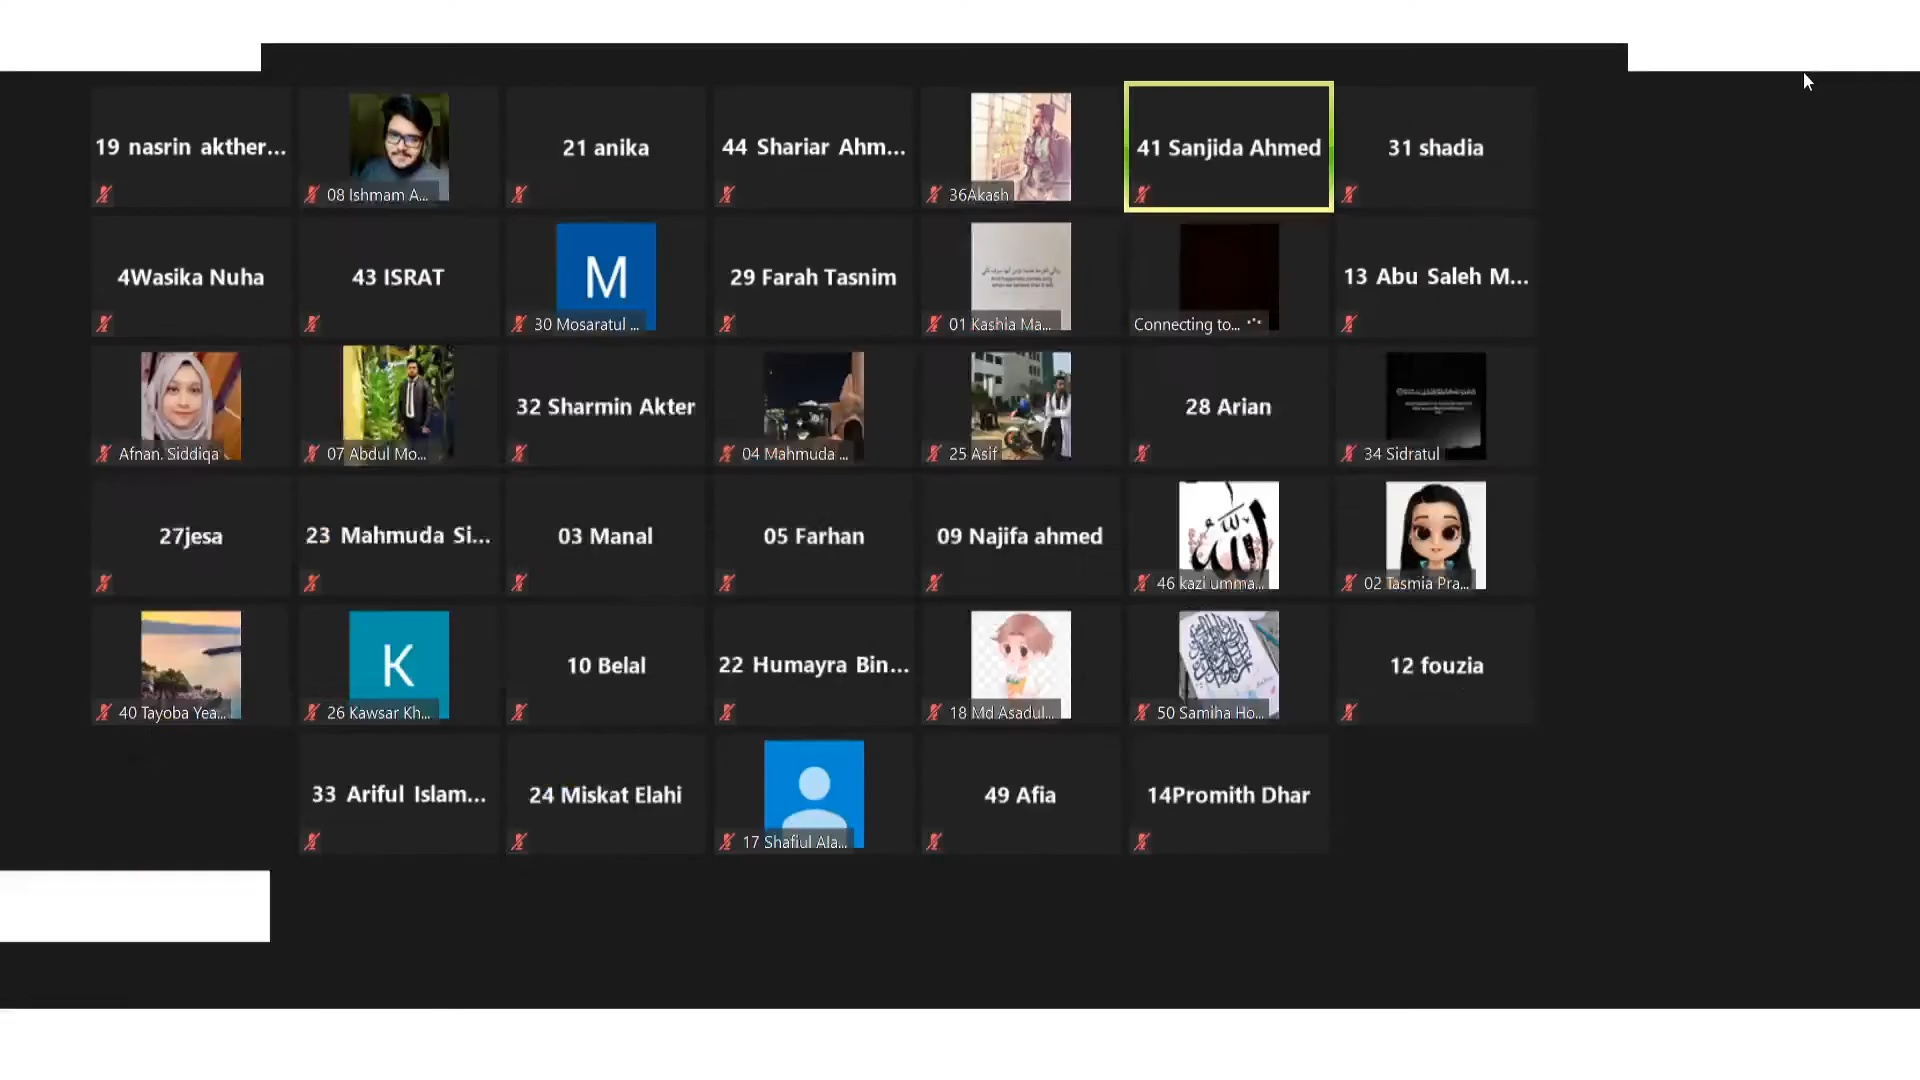 19 nasrin akther...
08 Ishmam A...
21 anika
44 Shariar Ahm...
36Akash
41 Sanjida Ahmed
31 shadia
4Wasika Nuha
43 ISRAT
M
30 Mosaratul ...
29 Farah Tasnim
01 Kashia Ma...
Connecting to...
13 Abu Saleh M...
Afnan. Siddiqa
07 Abdul Mo...
32 Sharmin Akter
04 Mahmuda ...
25 Asif
28 Arian
34 Sidratul
27jesa
23 Mahmuda Si...
03 Manal
05 Farhan
09 Najifa ahmed
الله
46 kazi umma...
02 Tasmia Pra...
40 Tayoba Yea...
K
26 Kawsar Kh...
10 Belal
22 Humayra Bin...
18 Md Asadul...
50 Samiha Ho...
12 fouzia
33 Ariful Islam...
24 Miskat Elahi
17 Shafiul Ala...
49 Afia
14Promith Dhar